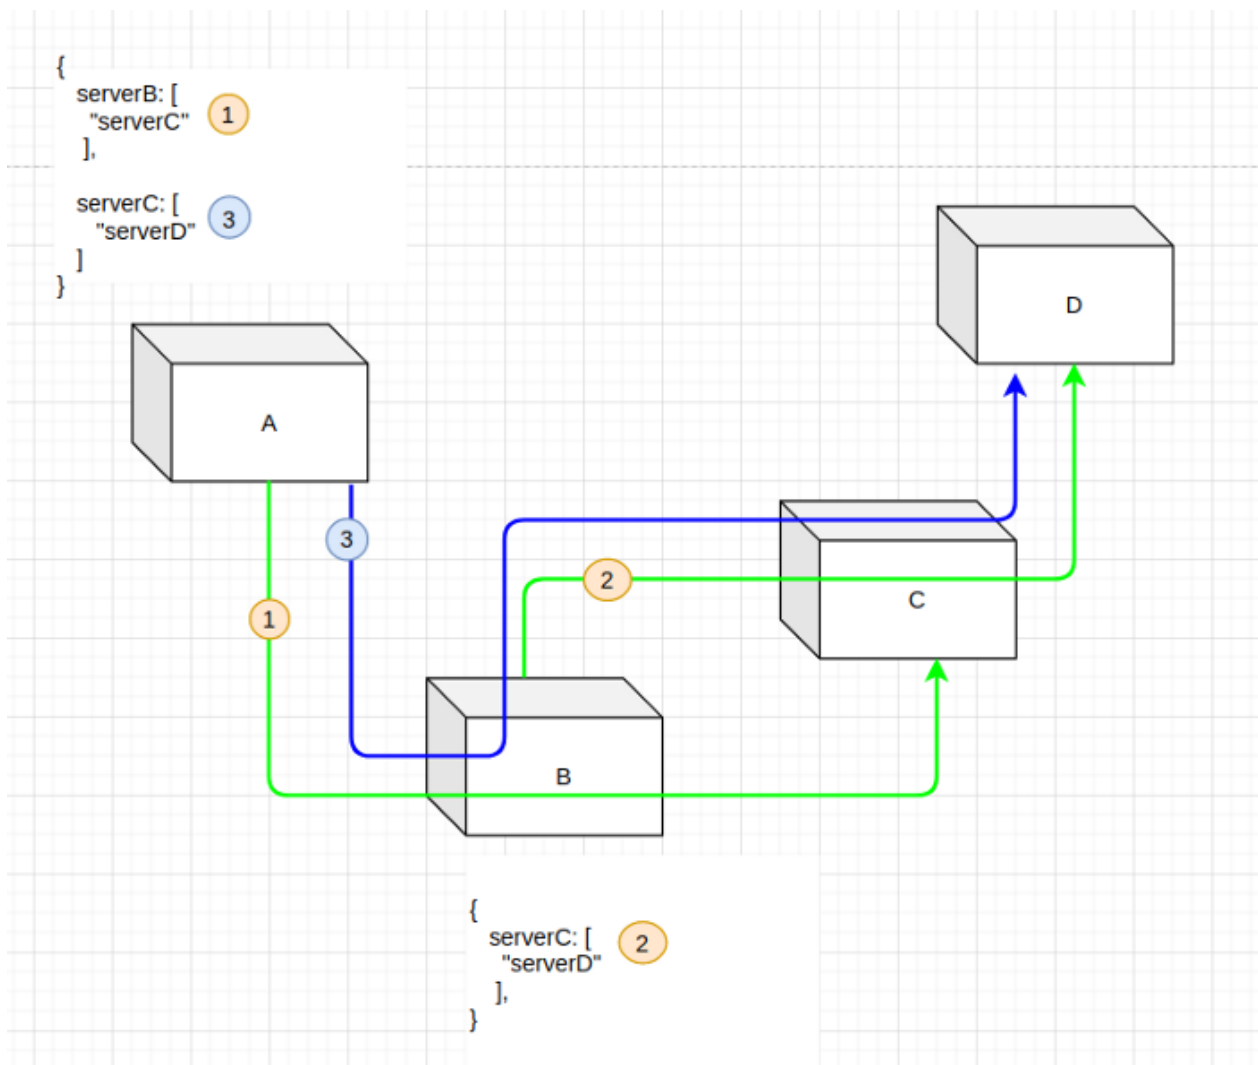 {
serverB: [
"serverC"
],
1
serverC: [
"serverD"
]
}
3
A
D
3
2
1
C
B
{
serverC: [
"serverD"
],
}
2